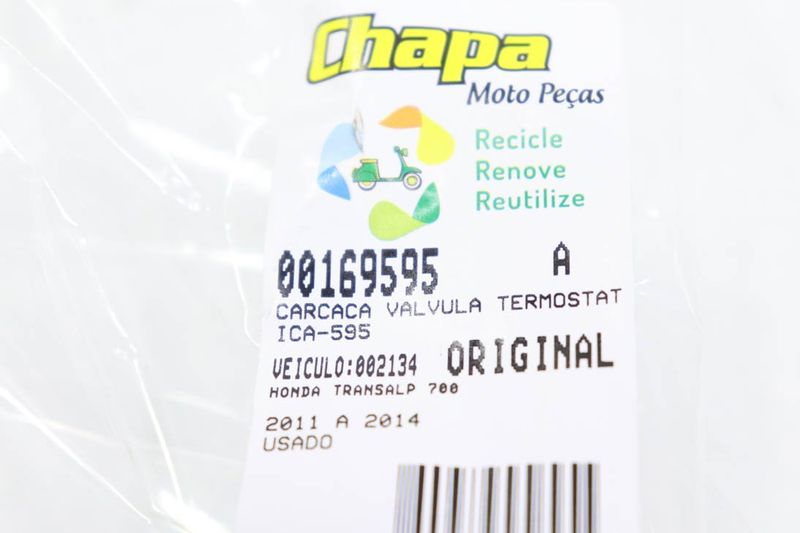 Chapa
Moto Peças
Recicle
Renove
Reutilize
00169595 A
CARCACA VALVULA TERMOSTAT
ICA-595
VEICULO:002134 ORIGINAL
HONDA TRANSALP 700
2011 A 2014
USADO